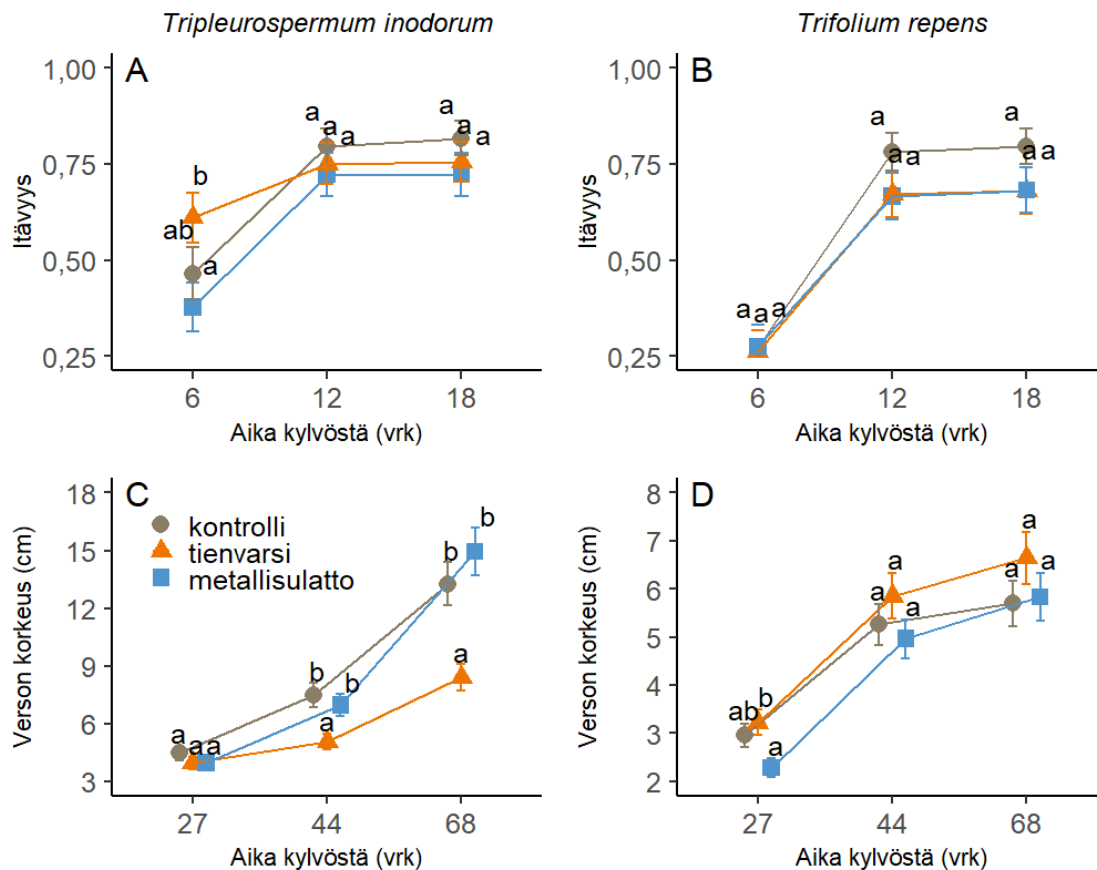 Tripleurospermum inodorum
Trifolium repens
A
1,00
0,75
0,50
0,25
Itävyys
a a a
a a a
b
ab
a
6 12 18
Aika kylvöstä (vrk)
B
1,00
0,75
0,50
0,25
Itävyys
a a a
a a a
a a a
6 12 18
Aika kylvöstä (vrk)
C
18
15
12
9
6
3
Verson korkeus (cm)
kontrolli
tienvarsi
metallisulatto
b
b
a
b
b
a
a a a
27 44 68
Aika kylvöstä (vrk)
D
8
7
6
5
4
3
2
Verson korkeus (cm)
a
a a
a
a
a
ab b
a
27 44 68
Aika kylvöstä (vrk)